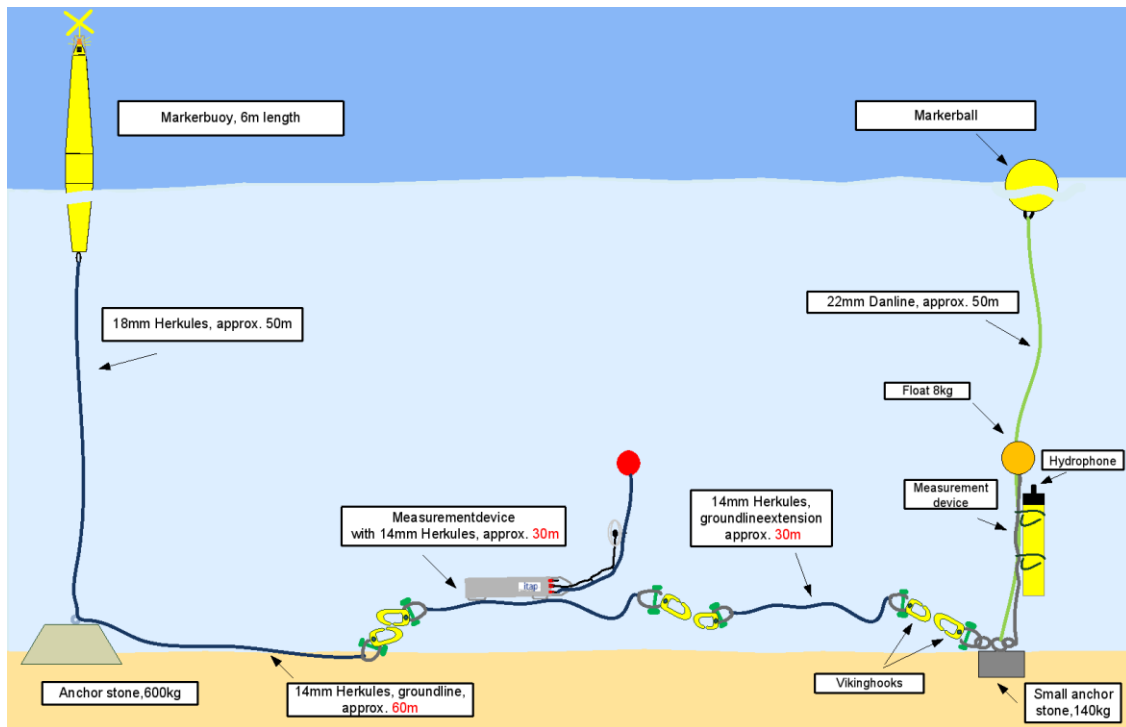 Markerbuoy, 6m length
Markerball
18mm Herkules, approx. 50m
22mm Danline, approx. 50m
Float 8kg
Hydrophone
Measurement
device
Measurementdevice
with 14mm Herkules, approx. 30m
14mm Herkules,
groundlineextension
approx. 30m
itap
Anchor stone,600kg
14mm Herkules, groundline,
approx. 60m
Vikinghooks
Small anchor
stone,140kg